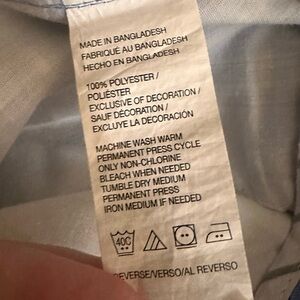 MADE IN BANGLADESH
FABRIQUÉ AU BANGLADESH
HECHO EN BANGLADESH
100% POLYESTER /
POLIÉSTER
EXCLUSIVE OF DECORATION /
SAUF DÉCORATION /
EXCLUYE LA DECORACIÓN
MACHINE WASH WARM
PERMANENT PRESS CYCLE
ONLY NON-CHLORINE
BLEACH WHEN NEEDED
TUMBLE DRY MEDIUM
PERMANENT PRESS
IRON MEDIUM IF NEEDED
40C
REVERSE/VERSO/AL REVERSO